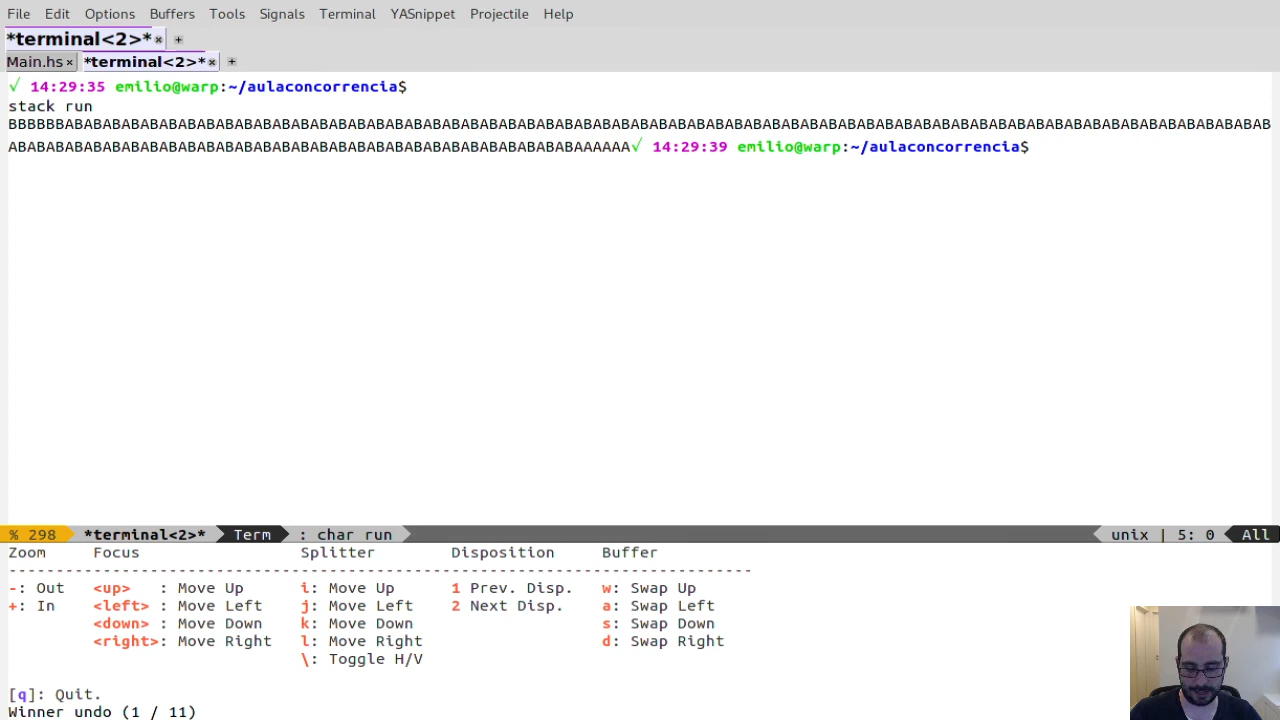 File Edit Options Buffers Tools Signals Terminal YASnippet Projectile Help
*terminal<2>*× +
Main.hs× *terminal<2>*× +
√ 14:29:35 emilio@warp:~/aulaconcorrencia$
stack run
BBBBBBABABABABABABABABABABABABABABABABABABABABABABABABABABABABABABABABABABABABABABABABABABABABABABABABABABABABABABABABABABABABABABABABAB
ABABABABABABABABABABABABABABABABABABABABABABABABABABABABABABAAAAAA√ 14:29:39 emilio@warp:~/aulaconcorrencia$
% 298 *terminal<2>* Term : char run unix | 5: 0 All
Zoom Focus Splitter Disposition Buffer
-------------------------------------------------------------------------------
-: Out <up> : Move Up i: Move Up 1 Prev. Disp. w: Swap Up
+: In <left> : Move Left j: Move Left 2 Next Disp. a: Swap Left
<down> : Move Down k: Move Down s: Swap Down
<right>: Move Right l: Move Right d: Swap Right
\: Toggle H/V
[q]: Quit.
Winner undo (1 / 11)